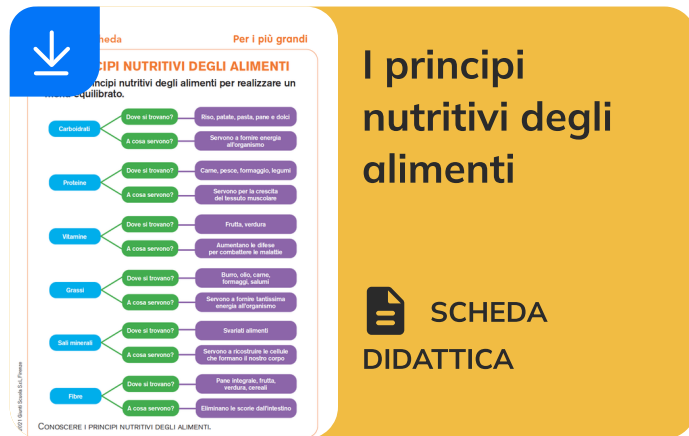 heda
Per i più grandi
CIPI NUTRITIVI DEGLI ALIMENTI
incipi nutritivi degli alimenti per realizzare un
equilibrato.
Carboidrati
Dove si trovano?
Riso, patate, pasta, pane e dolci
A cosa servono?
Servono a fornire energia
all'organismo
Proteine
Dove si trovano?
Carne, pesce, formaggio, legumi
A cosa servono?
Servono per la crescita
del tessuto muscolare
Vitamine
Dove si trovano?
Frutta, verdura
A cosa servono?
Aumentano le difese
per combattere le malattie
Grassi
Dove si trovano?
Burro, olio, carne,
formaggi, salumi
A cosa servono?
Servono a fornire tantissima
energia all'organismo
Sali minerali
Dove si trovano?
Svariati alimenti
A cosa servono?
Servono a ricostruire le cellule
che formano il nostro corpo
Fibre
Dove si trovano?
Pane integrale, frutta,
verdura, cereali
A cosa servono?
Eliminano le scorie dall'intestino
CONOSCERE I PRINCIPI NUTRITIVI DEGLI ALIMENTI.
2021 Giunti Scuola S.r.l., Firenze
I principi
nutritivi degli
alimenti
SCHEDA
DIDATTICA